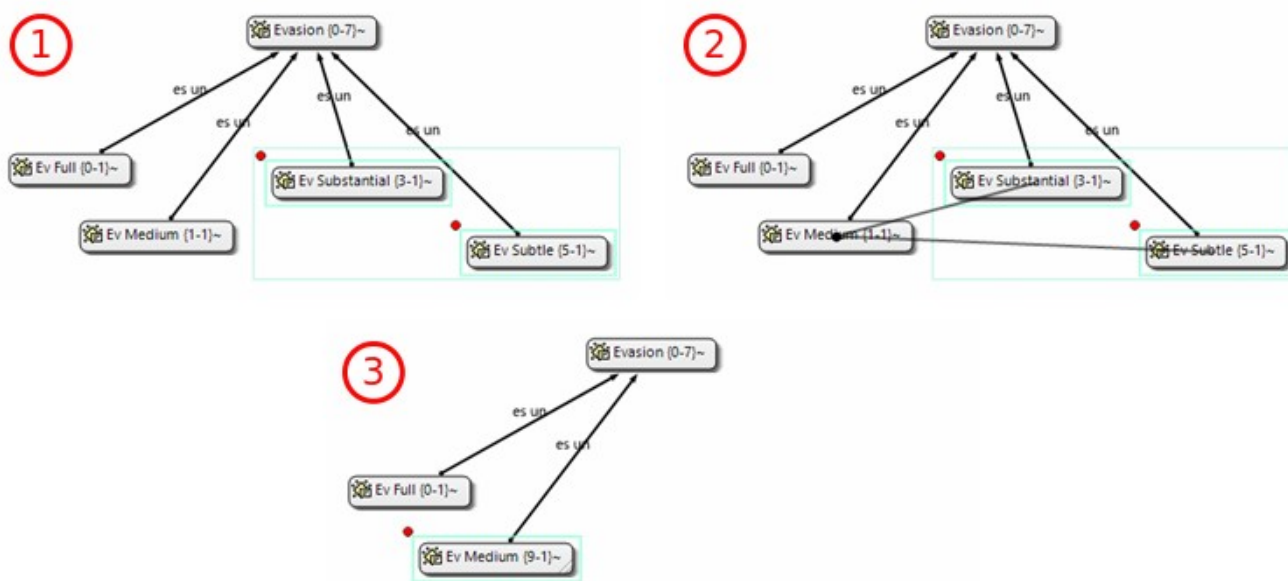 1
Evasion {0-7}~
es un
es un
es un
es un
Ev Full {0-1}~
Ev Substantial {3-1}~
Ev Medium {1-1}~
Ev Subtle {5-1}~
2
Evasion {0-7}~
es un
es un
es un
es un
Ev Full {0-1}~
Ev Substantial {3-1}~
Ev Medium {1-1}~
Ev Subtle {5-1}~
3
Evasion {0-7}~
es un
es un
Ev Full {0-1}~
Ev Medium {9-1}~